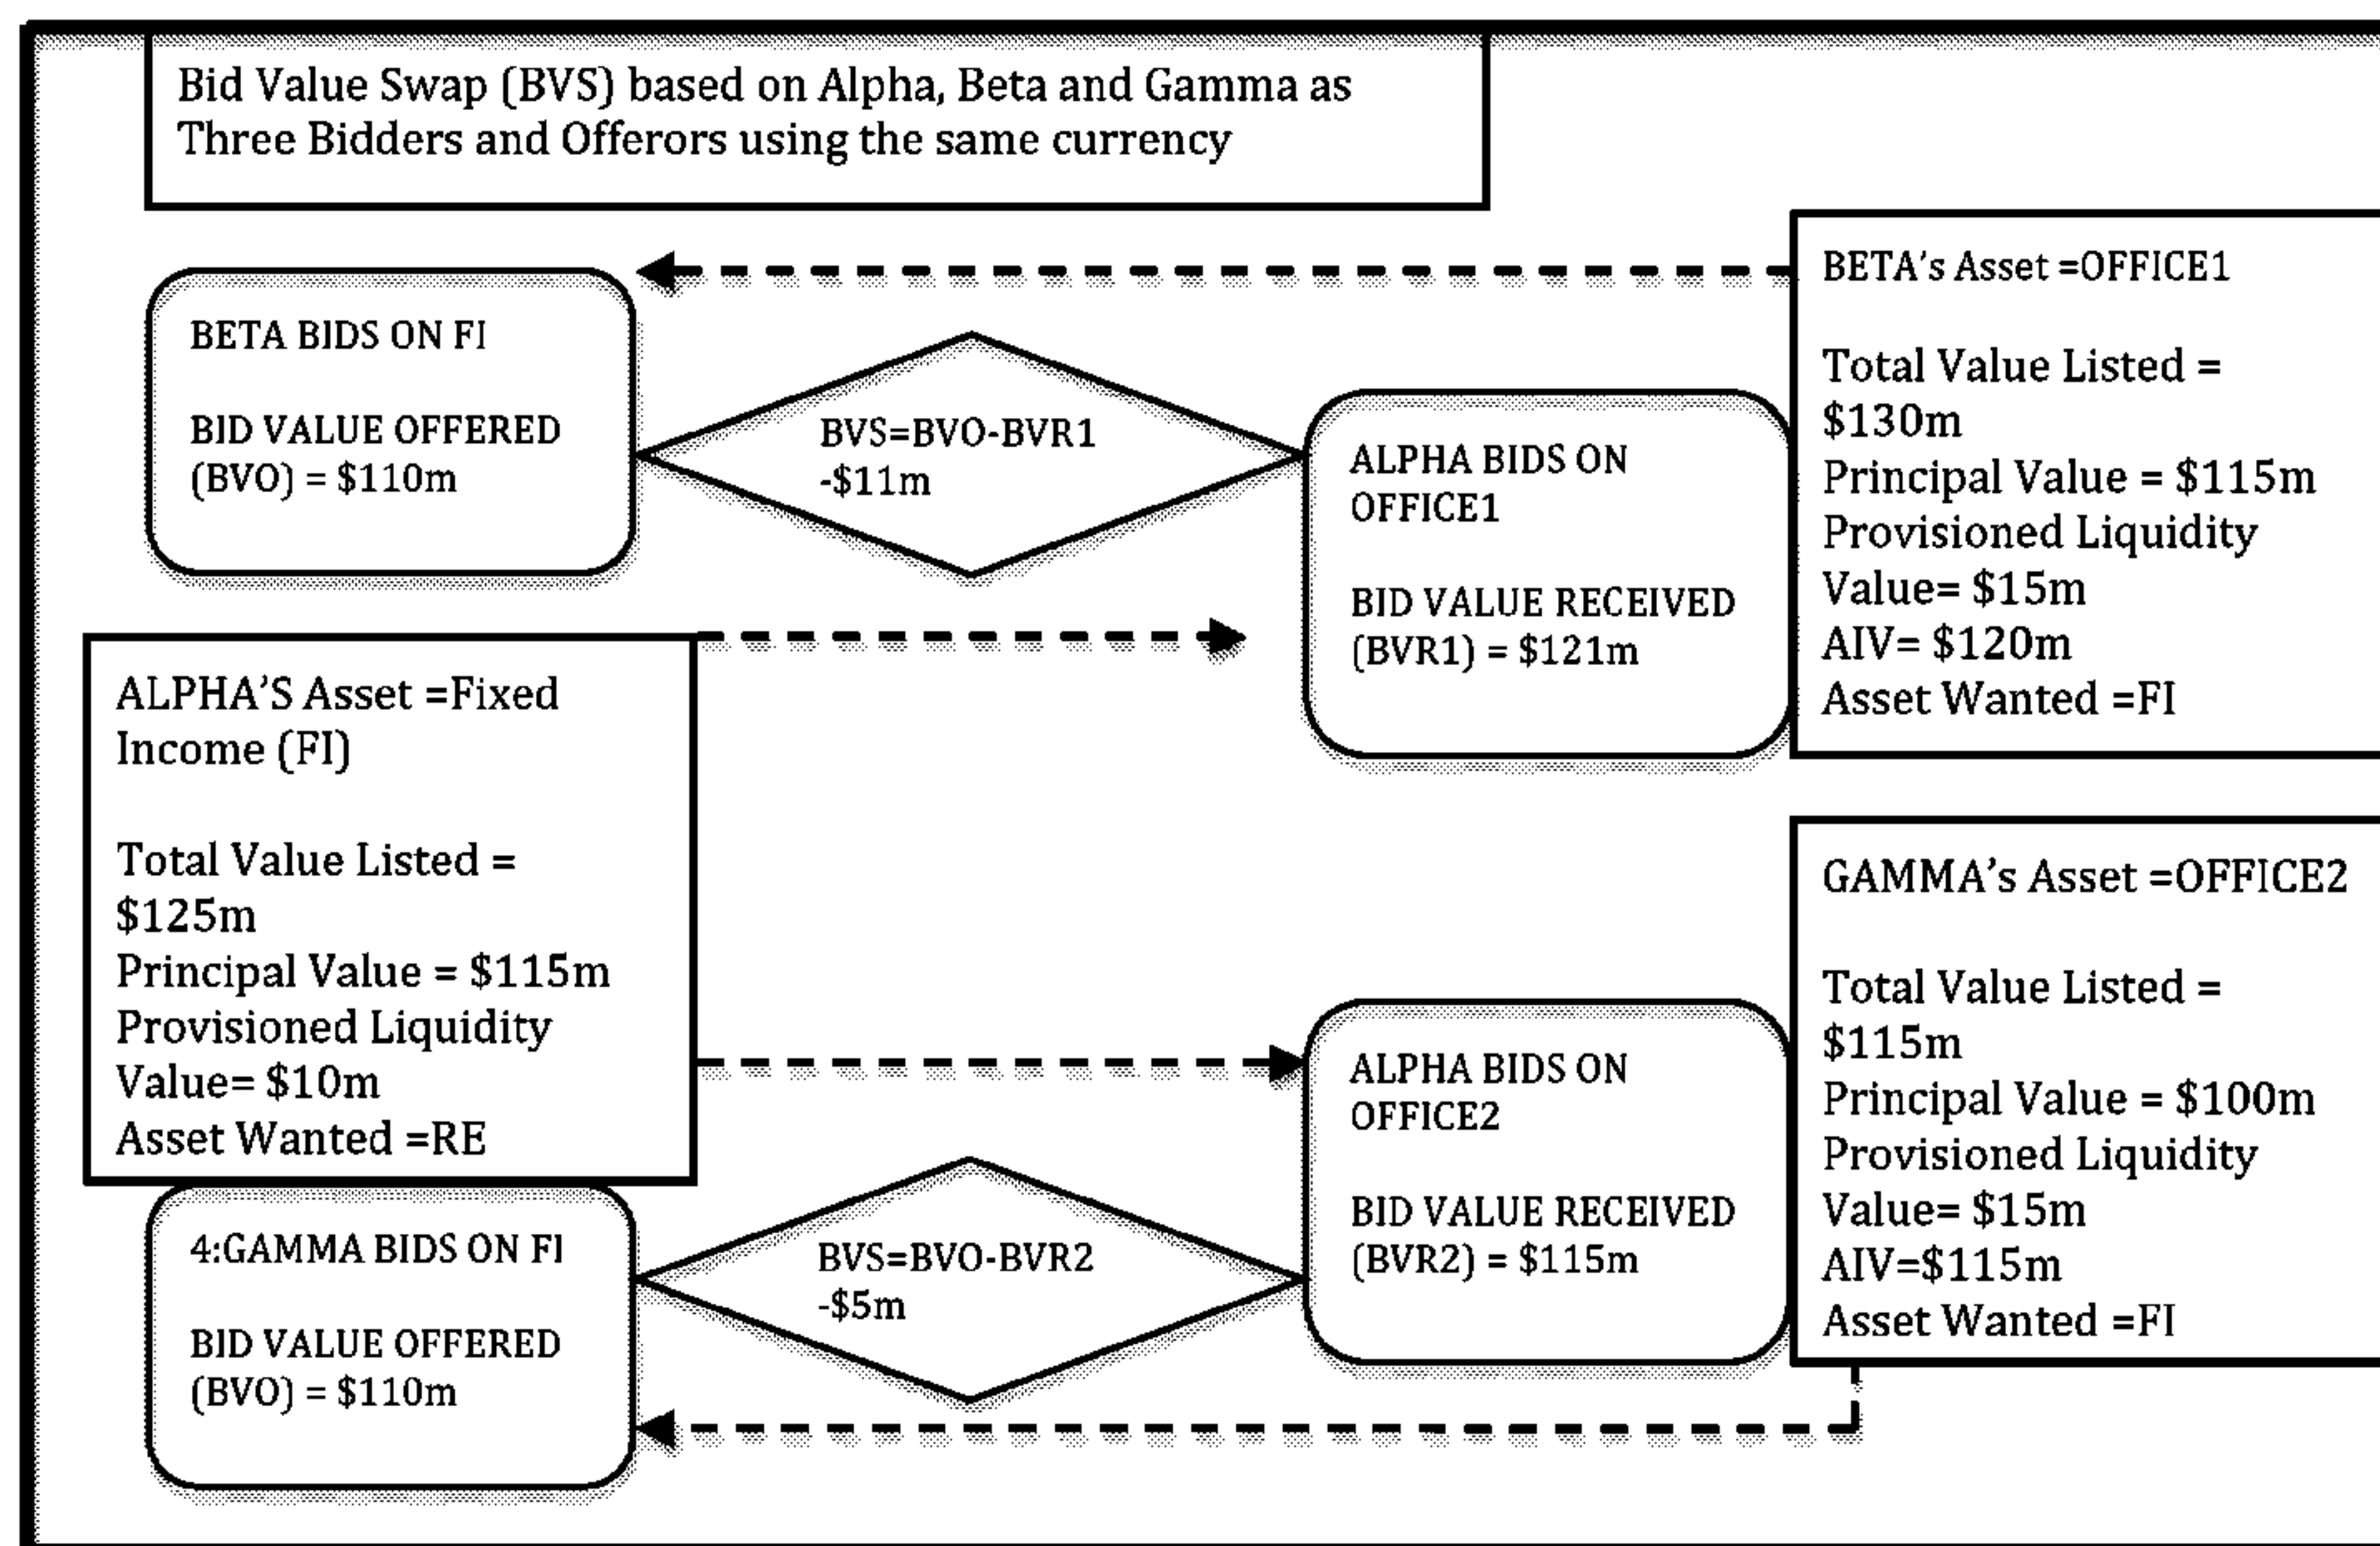 Bid Value Swap (BVS) based on Alpha, Beta and Gamma as
Three Bidders and Offerors using the same currency
BETA BIDS ON FI
BID VALUE OFFERED
(BVO) = $110m
BVS=BVO-BVR1
-$11m
ALPHA BIDS ON
OFFICE1
BID VALUE RECEIVED
(BVR1) = $121m
BETA's Asset =OFFICE1
Total Value Listed =
$130m
Principal Value = $115m
Provisioned Liquidity
Value= $15m
AIV= $120m
Asset Wanted =FI
ALPHA'S Asset =Fixed
Income (FI)
Total Value Listed =
$125m
Principal Value = $115m
Provisioned Liquidity
Value= $10m
Asset Wanted =RE
4:GAMMA BIDS ON FI
BID VALUE OFFERED
(BVO) = $110m
BVS=BVO-BVR2
-$5m
ALPHA BIDS ON
OFFICE2
BID VALUE RECEIVED
(BVR2) = $115m
GAMMA's Asset =OFFICE2
Total Value Listed =
$115m
Principal Value = $100m
Provisioned Liquidity
Value= $15m
AIV=$115m
Asset Wanted =FI